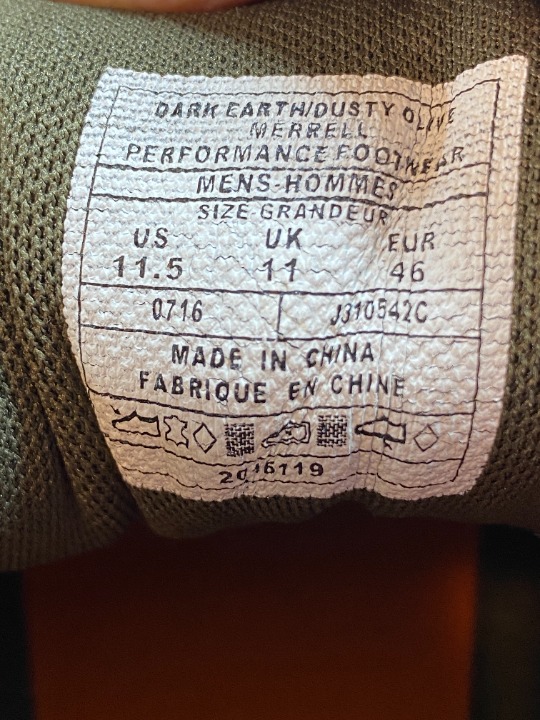 DARK EARTH/DUSTY OLIVE
MERRELL
PERFORMANCE FOOTWEAR
MENS-HOMMES
SIZE GRANDEUR
US UK EUR
11.5 11 46
0716 J310542C
MADE IN CHINA
FABRIQUE EN CHINE
2016119